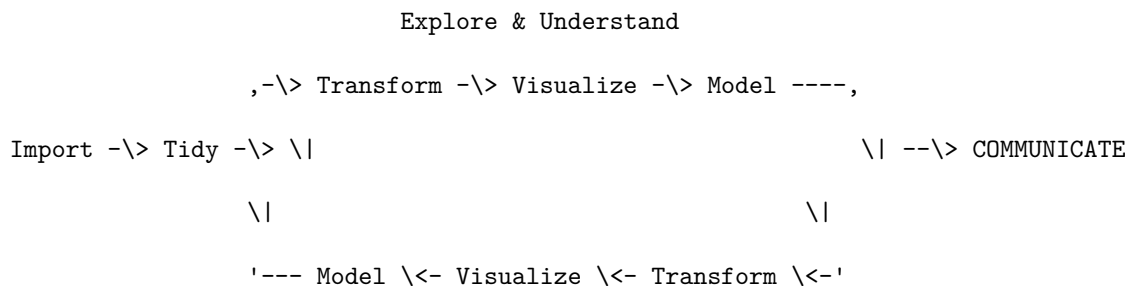 Explore & Understand
,-\> Transform -\> Visualize -\> Model ----,
Import -\> Tidy -\> \| \| --\> COMMUNICATE
\| \|
'--- Model \<- Visualize \<- Transform \<-'